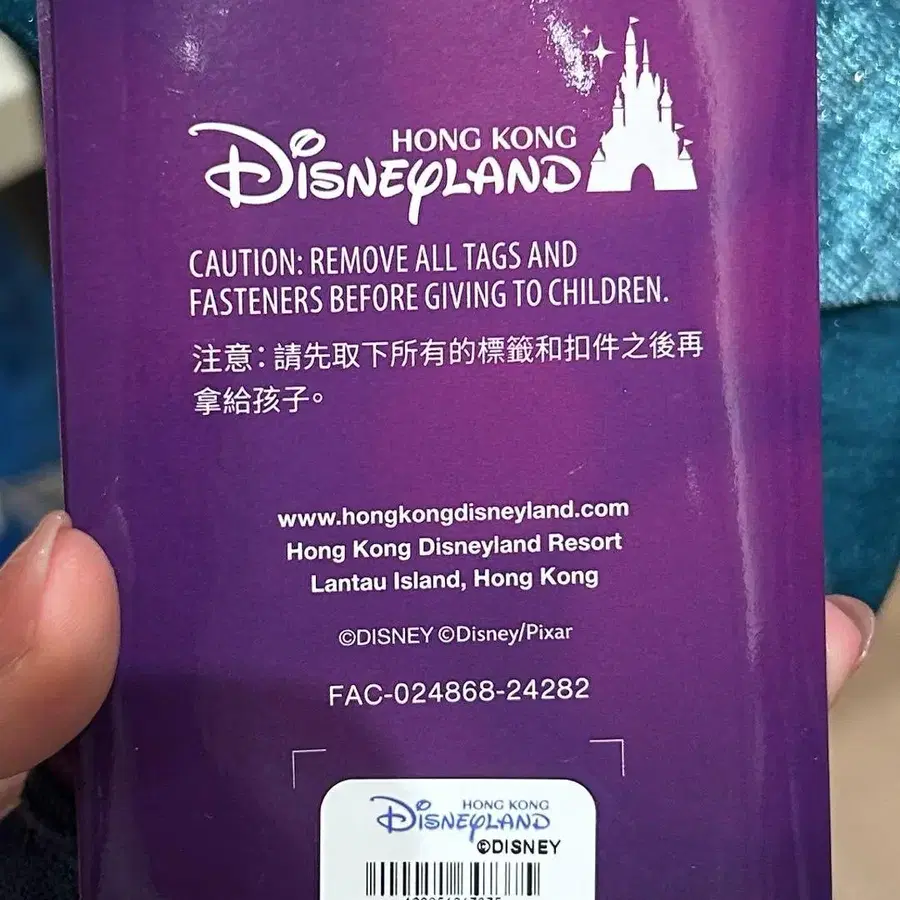 HONG KONG
DISNEYLAND
CAUTION: REMOVE ALL TAGS AND
FASTENERS BEFORE GIVING TO CHILDREN.
注意：請先取下所有的標籤和扣件之後再
拿給孩子。
www.hongkongdisneyland.com
Hong Kong Disneyland Resort
Lantau Island, Hong Kong
©DISNEY ©Disney/Pixar
FAC-024868-24282
HONG KONG
DISNEYLAND
©DISNEY